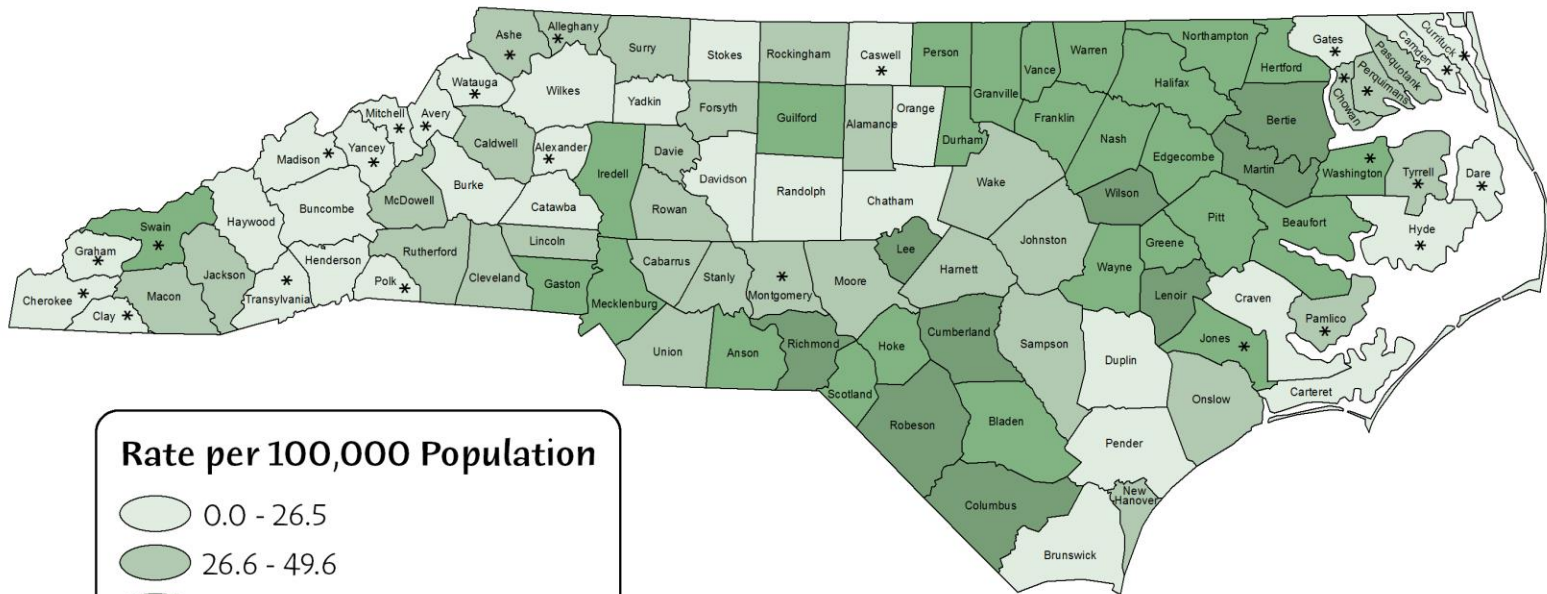 Ashe
*
Alleghany
*
Surry
Stokes
Rockingham
Caswell
*
Person
Granville
Vance
Warren
Northampton
Halifax
Hertford
Gates
*
Currituck
*
Camden
*
Pasquotank
Perquimans
*
Chowan
*
Watauga
*
Wilkes
Yadkin
Forsyth
Guilford
Alamance
Orange
Durham
Franklin
Nash
Edgecombe
Bertie
Martin
Washington
*
Tyrrell
*
Dare
*
Mitchell
*
Avery
*
Yancey
*
Madison
*
Caldwell
Alexander
*
Iredell
Davie
Davidson
Randolph
Chatham
Wake
Wilson
Pitt
Beaufort
Hyde
*
Swain
*
Haywood
Buncombe
McDowell
Burke
Catawba
Rowan
Johnston
Greene
Wayne
Graham
*
Jackson
Henderson
Rutherford
Cleveland
Lincoln
Gaston
Cabarrus
Stanly
*
Montgomery
Moore
Lee
Harnett
Lenoir
Craven
Pamlico
*
Cherokee
*
Clay
*
Macon
*
Transylvania
Polk
*
Mecklenburg
Union
Anson
Richmond
Hoke
Cumberland
Sampson
Duplin
Jones
*
Onslow
Carteret
Scotland
Robeson
Bladen
Pender
Columbus
New
Hanover
Brunswick
Rate per 100,000 Population
0.0 - 26.5
26.6 - 49.6